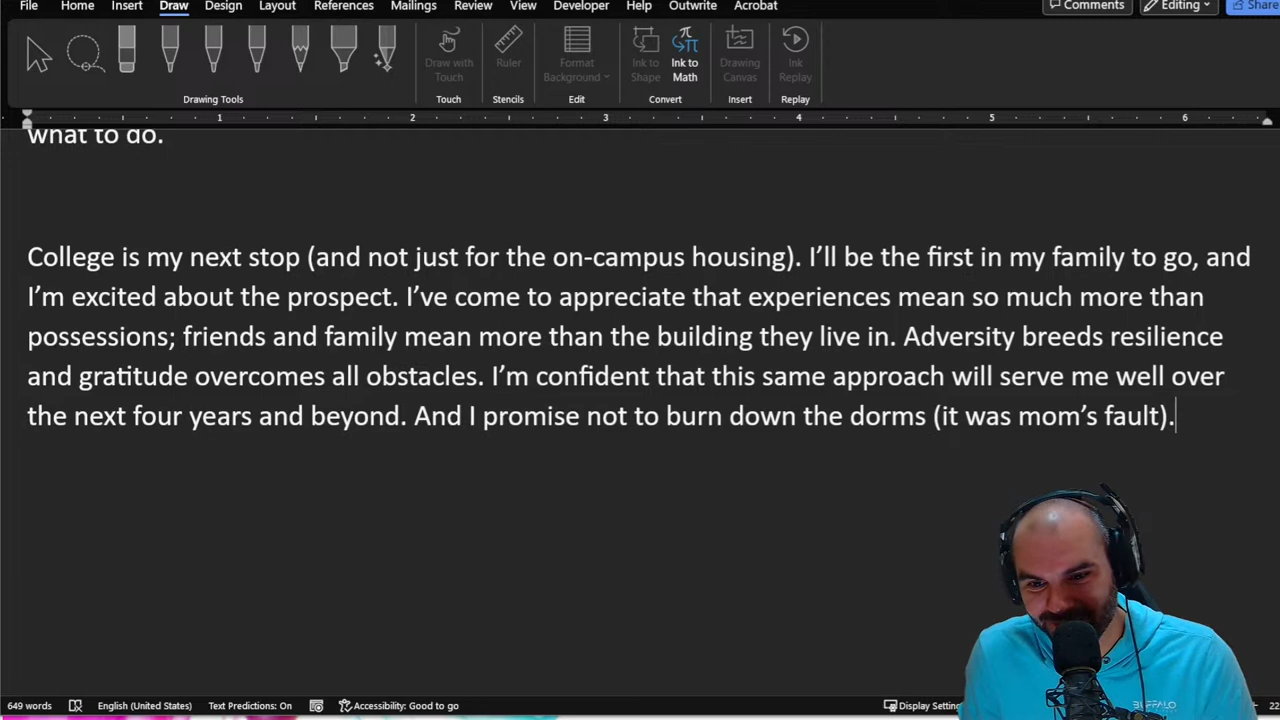 File Home Insert Draw Design Layout References Mailings Review View Developer Help Outwrite Acrobat Comments Editing Share
Draw with Touch
Ruler
Format Background
Ink to Shape
Ink to Math
Drawing Canvas
Ink Replay
Drawing Tools Touch Stencils Edit Convert Insert Replay
1 2 3 4 5 6
what to do.
College is my next stop (and not just for the on-campus housing). I’ll be the first in my family to go, and
I’m excited about the prospect. I’ve come to appreciate that experiences mean so much more than
possessions; friends and family mean more than the building they live in. Adversity breeds resilience
and gratitude overcomes all obstacles. I’m confident that this same approach will serve me well over
the next four years and beyond. And I promise not to burn down the dorms (it was mom’s fault).
BUFFALO
649 words English (United States) Text Predictions: On Accessibility: Good to go Display